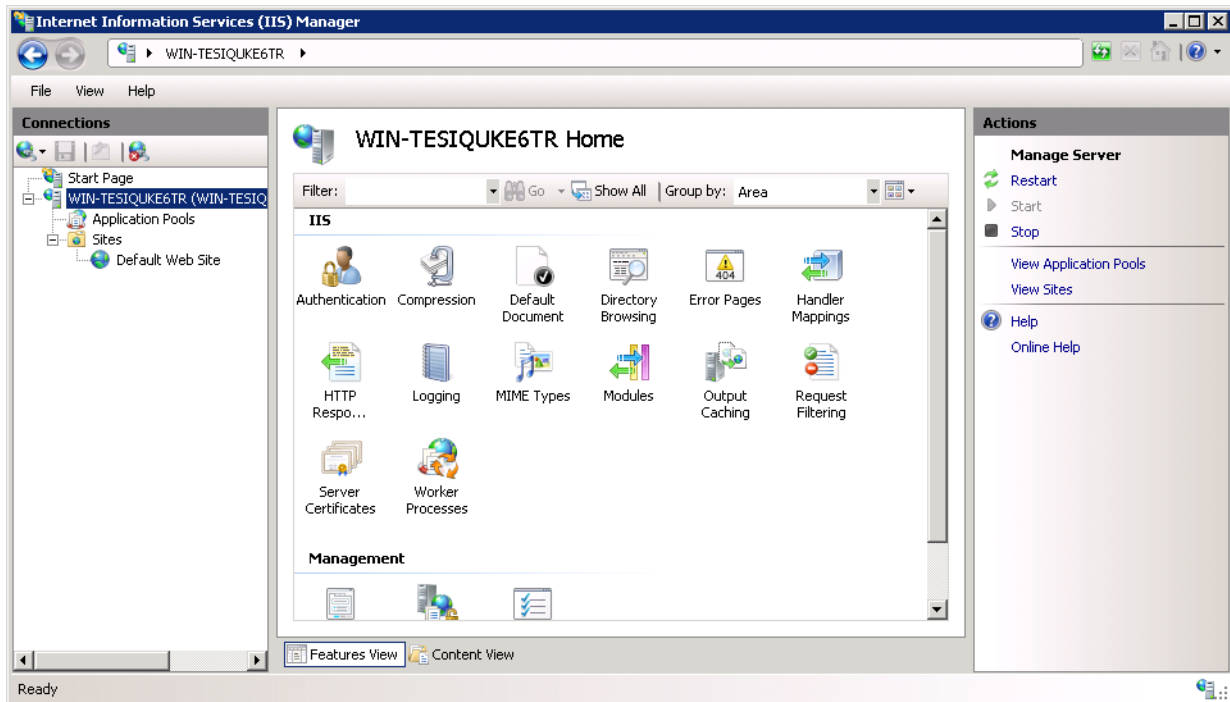 Internet Information Services (IIS) Manager
WIN-TESIQUKE6TR
File View Help
Connections
Start Page
WIN-TESIQUKE6TR (WIN-TESIQ
Application Pools
Sites
Default Web Site
WIN-TESIQUKE6TR Home
Filter: Go Show All Group by: Area
IIS
Authentication Compression Default Document Directory Browsing Error Pages Handler Mappings
HTTP Respo... Logging MIME Types Modules Output Caching Request Filtering
Server Certificates Worker Processes
Management
Features View Content View
Actions
Manage Server
Restart
Start
Stop
View Application Pools
View Sites
Help
Online Help
Ready